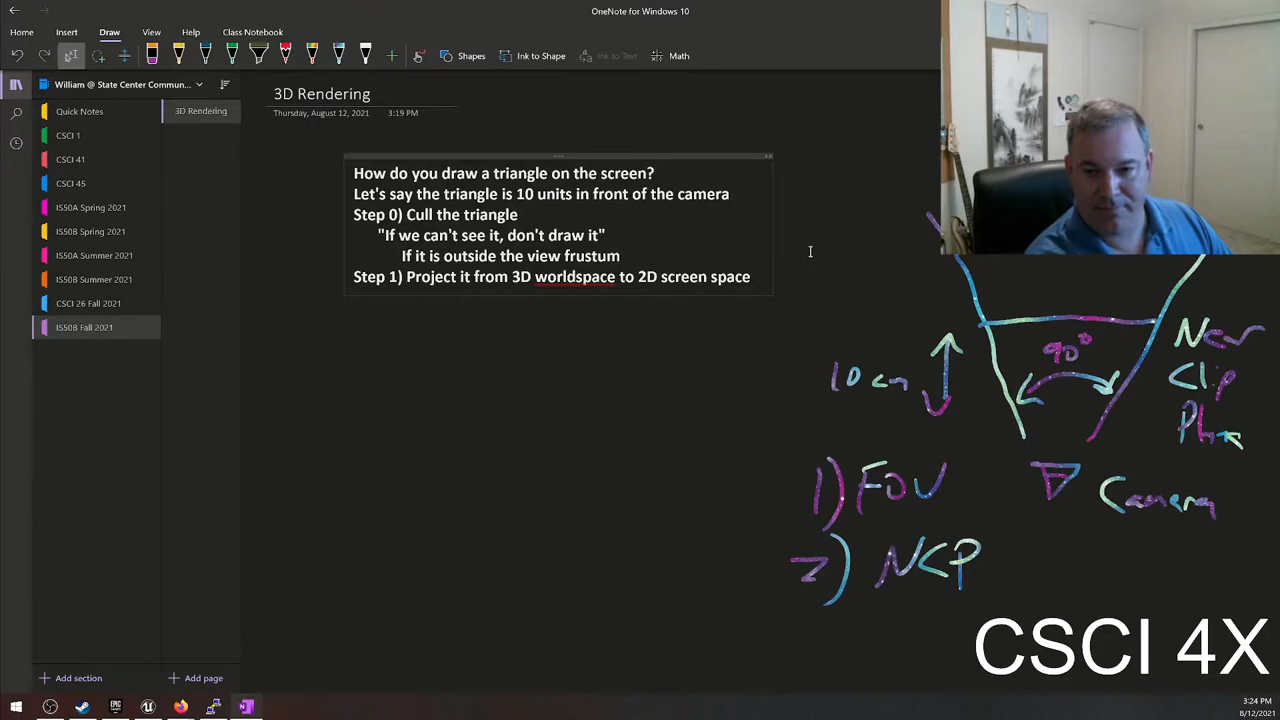 OneNote for Windows 10
Home
Insert
Draw
View
Help
Class Notebook
Shapes
Ink to Shape
Ink to Text
Math
William @ State Center Commun...
Quick Notes
CSCI 1
CSCI 41
CSCI 45
IS50A Spring 2021
IS50B Spring 2021
IS50A Summer 2021
IS50B Summer 2021
CSCI 26 Fall 2021
IS50B Fall 2021
3D Rendering
3D Rendering
Thursday, August 12, 2021 3:19 PM
How do you draw a triangle on the screen?
Let's say the triangle is 10 units in front of the camera
Step 0) Cull the triangle
"If we can't see it, don't draw it"
If it is outside the view frustum
Step 1) Project it from 3D worldspace to 2D screen space
90°
Near
Clip
10 cm
1) FOV
Camera
2) NCP
CSCI 4X
Add section
Add page
EPIC
3:24 PM
8/12/2021